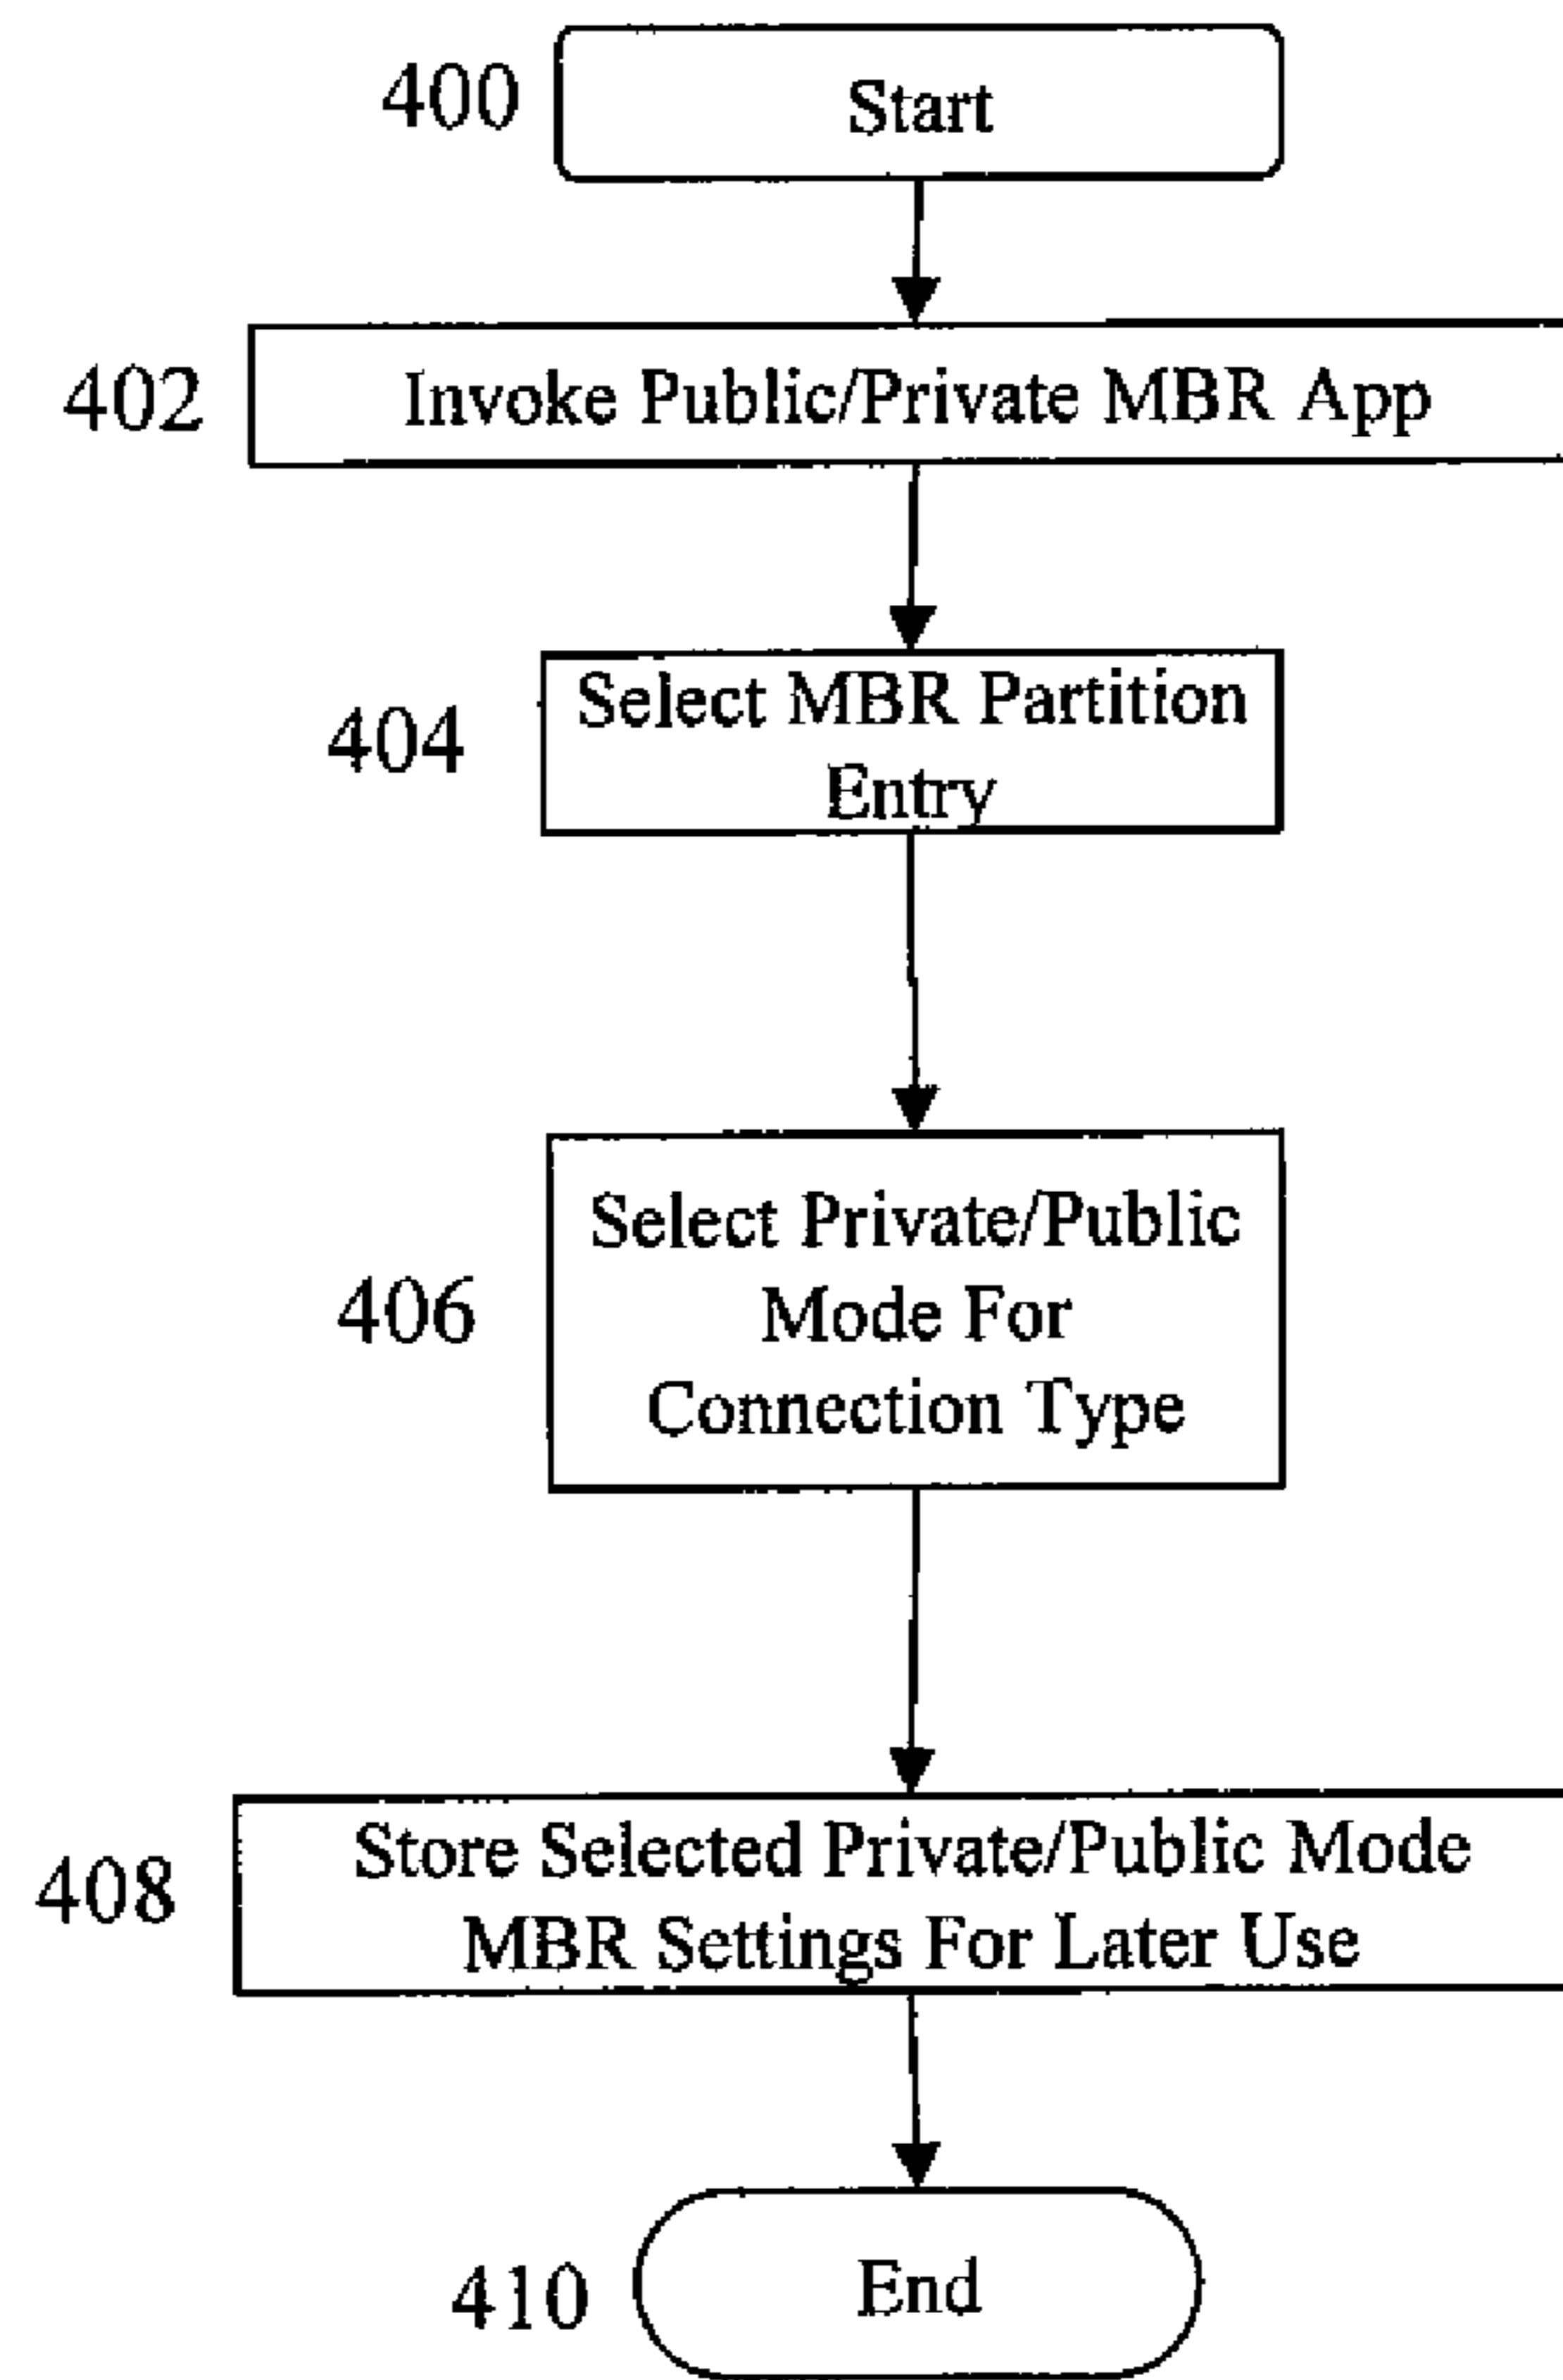 400
Start
402
Invoke Public/Private MBR App
404
Select MBR Partition
Entry
406
Select Private/Public
Mode For
Connection Type
408
Store Selected Private/Public Mode
MBR Settings For Later Use
410
End